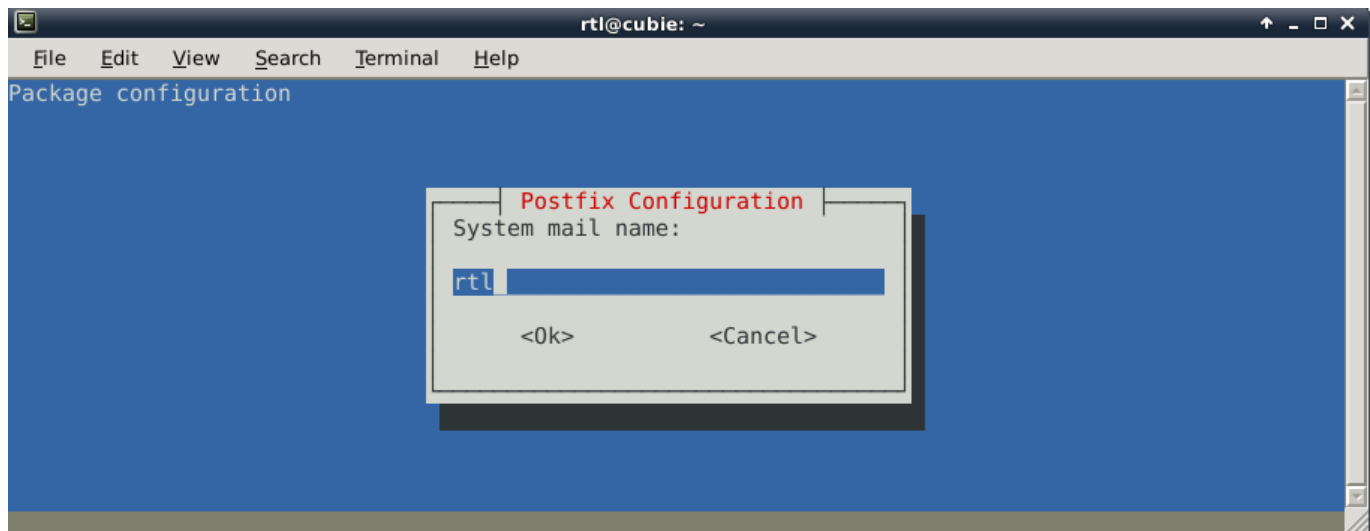 rtl@cubie: ~
File Edit View Search Terminal Help
Package configuration
Postfix Configuration
System mail name:
rtl
<Ok> <Cancel>